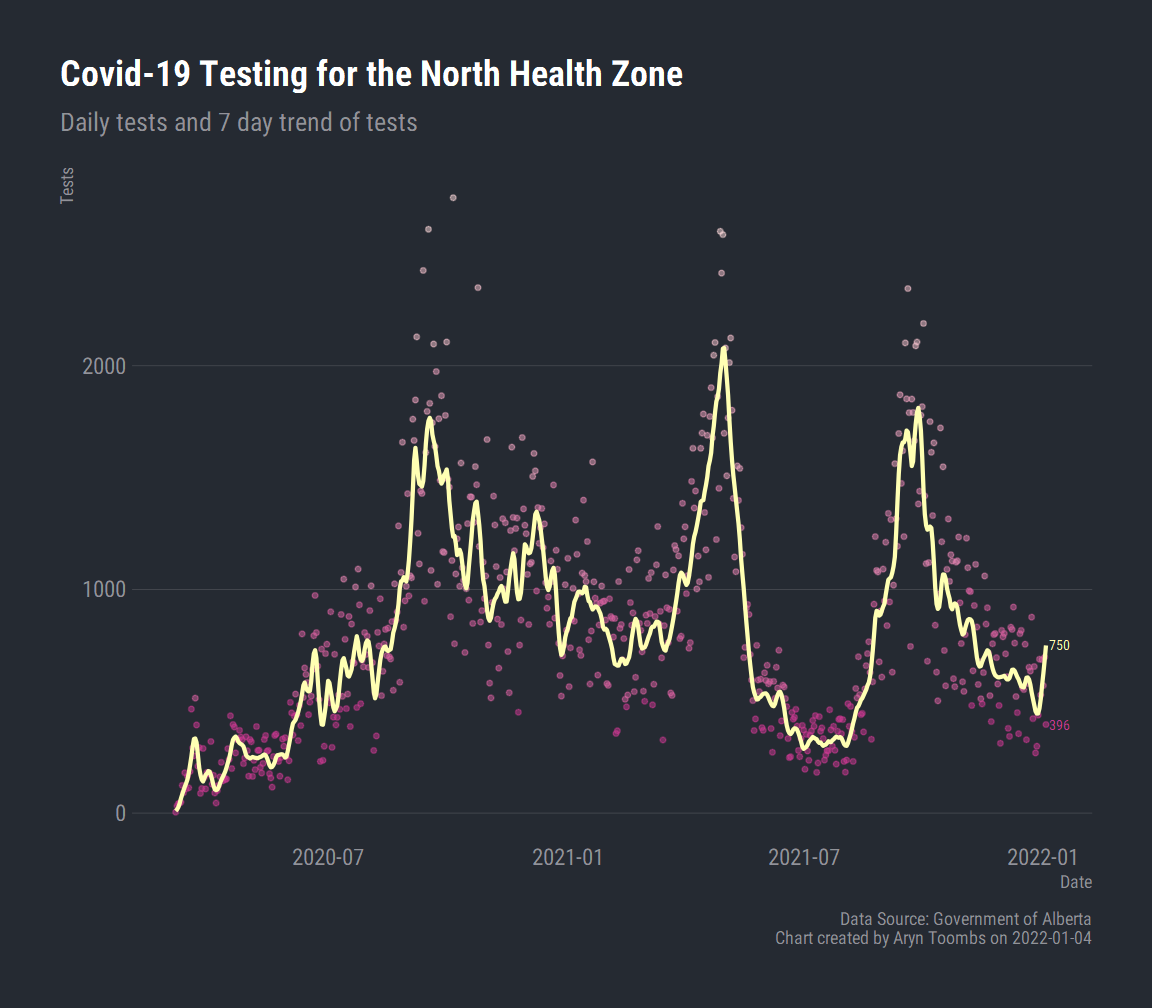 Covid-19 Testing for the North Health Zone
Daily tests and 7 day trend of tests
Tests
2000
1000
0
750
396
2020-07
2021-01
2021-07
2022-01
Date
Data Source: Government of Alberta
Chart created by Aryn Toombs on 2022-01-04